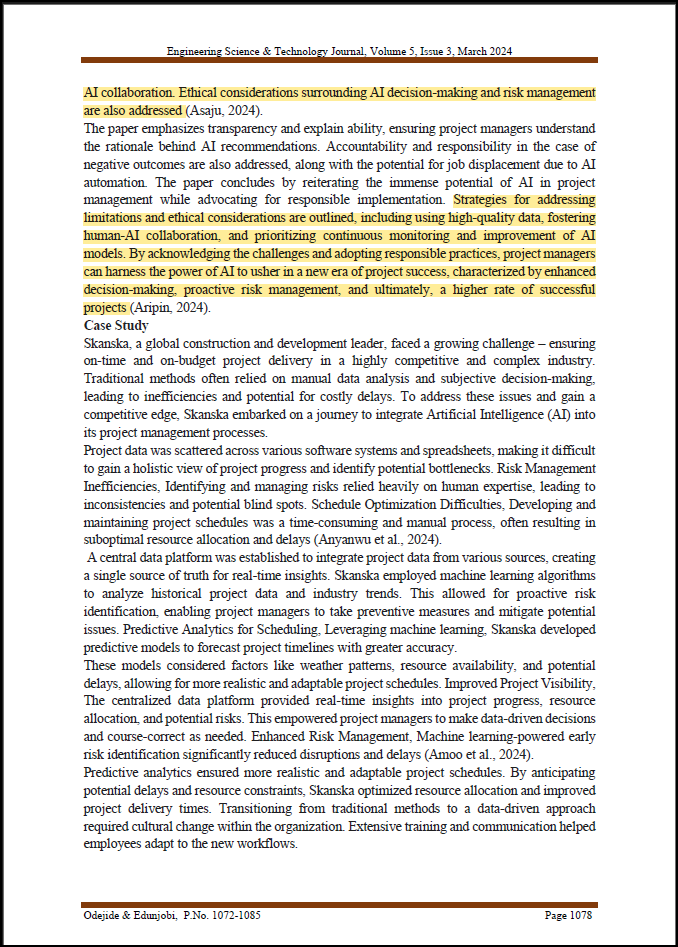 Engineering Science & Technology Journal, Volume 5, Issue 3, March 2024
AI collaboration. Ethical considerations surrounding AI decision-making and risk management
are also addressed (Asaju, 2024).
The paper emphasizes transparency and explain ability, ensuring project managers understand
the rationale behind AI recommendations. Accountability and responsibility in the case of
negative outcomes are also addressed, along with the potential for job displacement due to AI
automation. The paper concludes by reiterating the immense potential of AI in project
management while advocating for responsible implementation. Strategies for addressing
limitations and ethical considerations are outlined, including using high-quality data, fostering
human-AI collaboration, and prioritizing continuous monitoring and improvement of AI
models. By acknowledging the challenges and adopting responsible practices, project managers
can harness the power of AI to usher in a new era of project success, characterized by enhanced
decision-making, proactive risk management, and ultimately, a higher rate of successful
projects (Aripin, 2024).
Case Study
Skanska, a global construction and development leader, faced a growing challenge – ensuring
on-time and on-budget project delivery in a highly competitive and complex industry.
Traditional methods often relied on manual data analysis and subjective decision-making,
leading to inefficiencies and potential for costly delays. To address these issues and gain a
competitive edge, Skanska embarked on a journey to integrate Artificial Intelligence (AI) into
its project management processes.
Project data was scattered across various software systems and spreadsheets, making it difficult
to gain a holistic view of project progress and identify potential bottlenecks. Risk Management
Inefficiencies, Identifying and managing risks relied heavily on human expertise, leading to
inconsistencies and potential blind spots. Schedule Optimization Difficulties, Developing and
maintaining project schedules was a time-consuming and manual process, often resulting in
suboptimal resource allocation and delays (Anyanwu et al., 2024).
A central data platform was established to integrate project data from various sources, creating
a single source of truth for real-time insights. Skanska employed machine learning algorithms
to analyze historical project data and industry trends. This allowed for proactive risk
identification, enabling project managers to take preventive measures and mitigate potential
issues. Predictive Analytics for Scheduling, Leveraging machine learning, Skanska developed
predictive models to forecast project timelines with greater accuracy.
These models considered factors like weather patterns, resource availability, and potential
delays, allowing for more realistic and adaptable project schedules. Improved Project Visibility,
The centralized data platform provided real-time insights into project progress, resource
allocation, and potential risks. This empowered project managers to make data-driven decisions
and course-correct as needed. Enhanced Risk Management, Machine learning-powered early
risk identification significantly reduced disruptions and delays (Amoo et al., 2024).
Predictive analytics ensured more realistic and adaptable project schedules. By anticipating
potential delays and resource constraints, Skanska optimized resource allocation and improved
project delivery times. Transitioning from traditional methods to a data-driven approach
required cultural change within the organization. Extensive training and communication helped
employees adapt to the new workflows.
Odejide & Edunjobi, P.No. 1072-1085 Page 1078